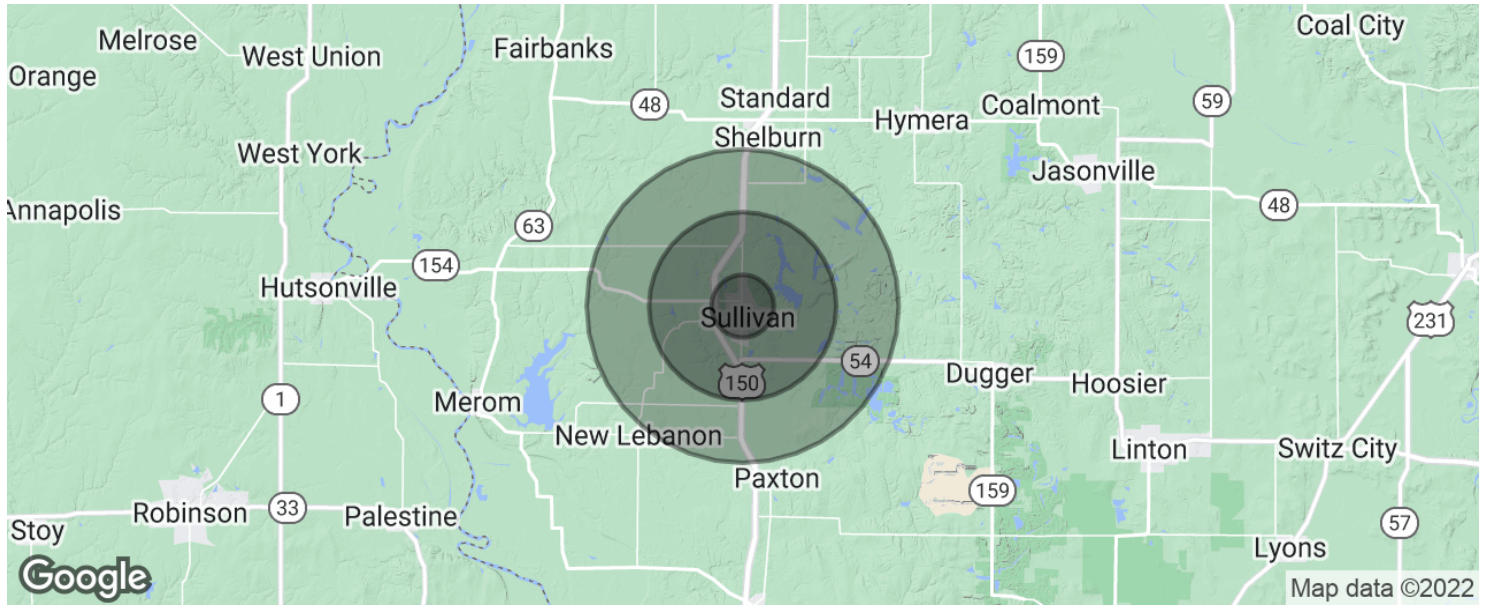 Coal City
Melrose
West Union
Fairbanks
159
Orange
59
48
Standard
Coalmont
Hymera
Shelburn
West York
Jasonville
Annapolis
48
63
154
Hutsonville
Sullivan
231
54
150
Dugger
Hoosier
1
Merom
New Lebanon
Linton
Switz City
Paxton
159
Robinson
33
Palestine
57
Stoy
Lyons
Google
Map data ©2022